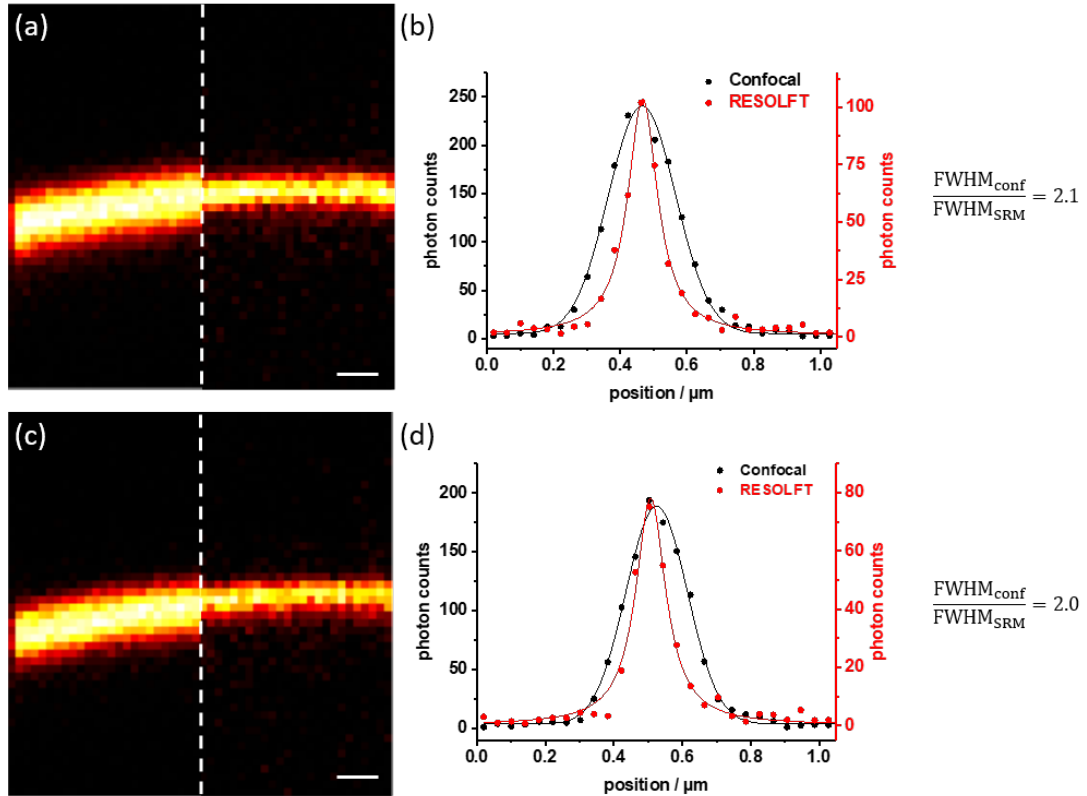 (a)
(b)
Confocal
RESOLFT
250
200
150
100
50
0
photon counts
100
75
50
25
0
photon counts
0.0 0.2 0.4 0.6 0.8 1.0
position / µm
FWHMconf
FWHMSRM = 2.1
(c)
(d)
Confocal
RESOLFT
200
150
100
50
0
photon counts
80
60
40
20
0
photon counts
0.0 0.2 0.4 0.6 0.8 1.0
position / µm
FWHMconf
FWHMSRM = 2.0